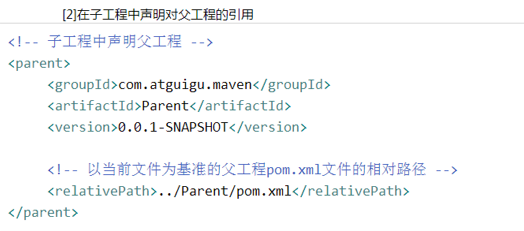 [2]在子工程中声明对父工程的引用
<!-- 子工程中声明父工程 -->
<parent>
<groupId>com.atguigu.maven</groupId>
<artifactId>Parent</artifactId>
<version>0.0.1-SNAPSHOT</version>
<!-- 以当前文件为基准的父工程pom.xml文件的相对路径 -->
<relativePath>../Parent/pom.xml</relativePath>
</parent>